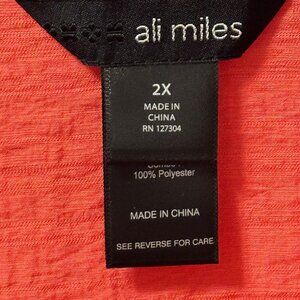 ali miles
2X
MADE IN
CHINA
RN 127304
100% Polyester
MADE IN CHINA
SEE REVERSE FOR CARE